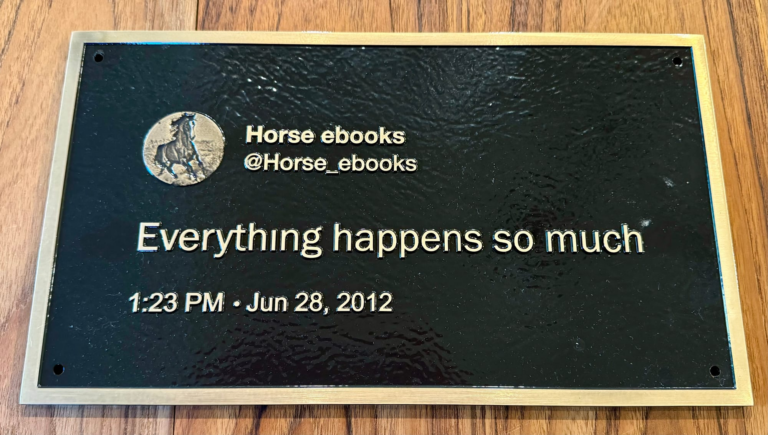 Horse ebooks
@Horse_ebooks
Everything happens so much
1:23 PM • Jun 28, 2012